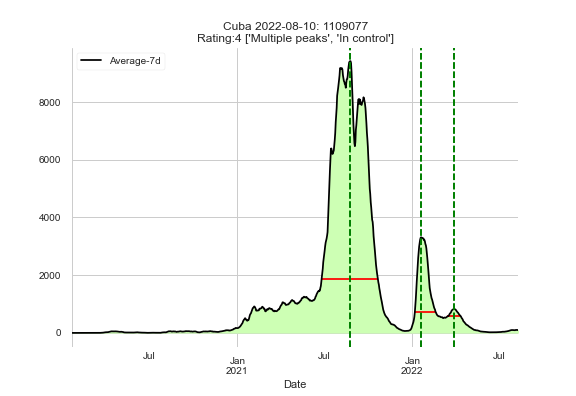 Cuba 2022-08-10: 1109077
Rating:4 ['Multiple peaks', 'In control']
Average-7d
8000
6000
4000
2000
0
Jul
Jan
2021
Jul
Jan
2022
Jul
Date